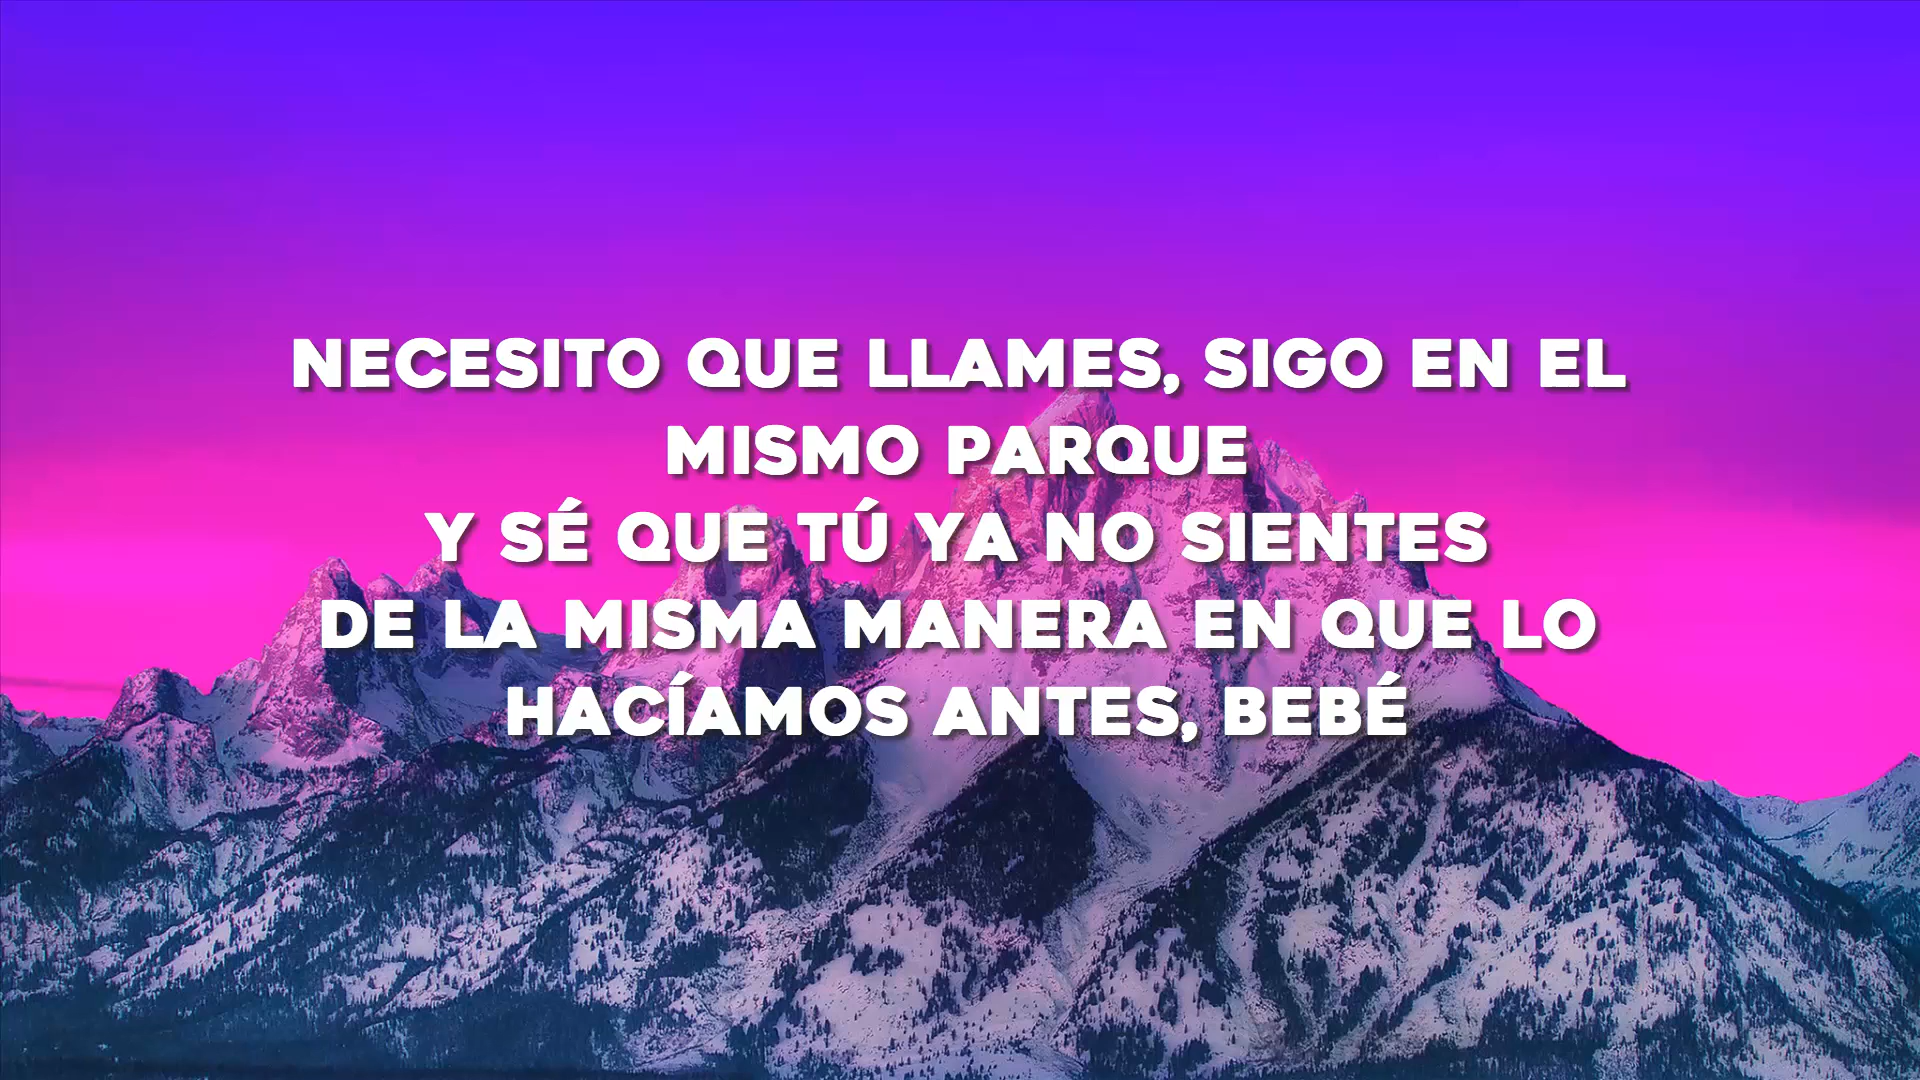 NECESITO QUE LLAMES, SIGO EN EL
MISMO PARQUE
Y SÉ QUE TÚ YA NO SIENTES
DE LA MISMA MANERA EN QUE LO
HACÍAMOS ANTES, BEBÉ